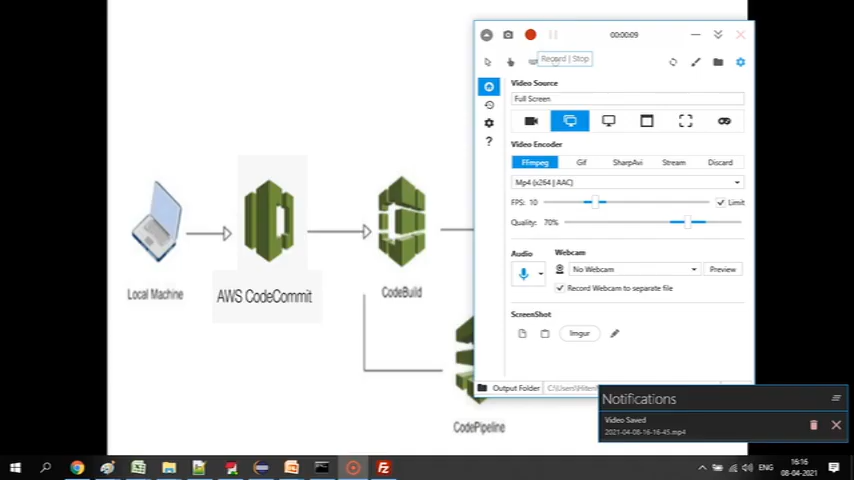 00:00:09
Record | Stop
Video Source
Full Screen
Video Encoder
FFmpeg
Gif
SharpAvi
Stream
Discard
Mp4 (x264 | AAC)
FPS: 10
Limit
Quality: 70%
Audio
Webcam
No Webcam
Preview
Record Webcam to separate file
ScreenShot
Imgur
Output Folder
C:\Users\Hiten
Local Machine
AWS CodeCommit
CodeBuild
CodePipeline
Notifications
Video Saved
2021-04-08-16-16-45.mp4
ENG
16:16
08-04-2021